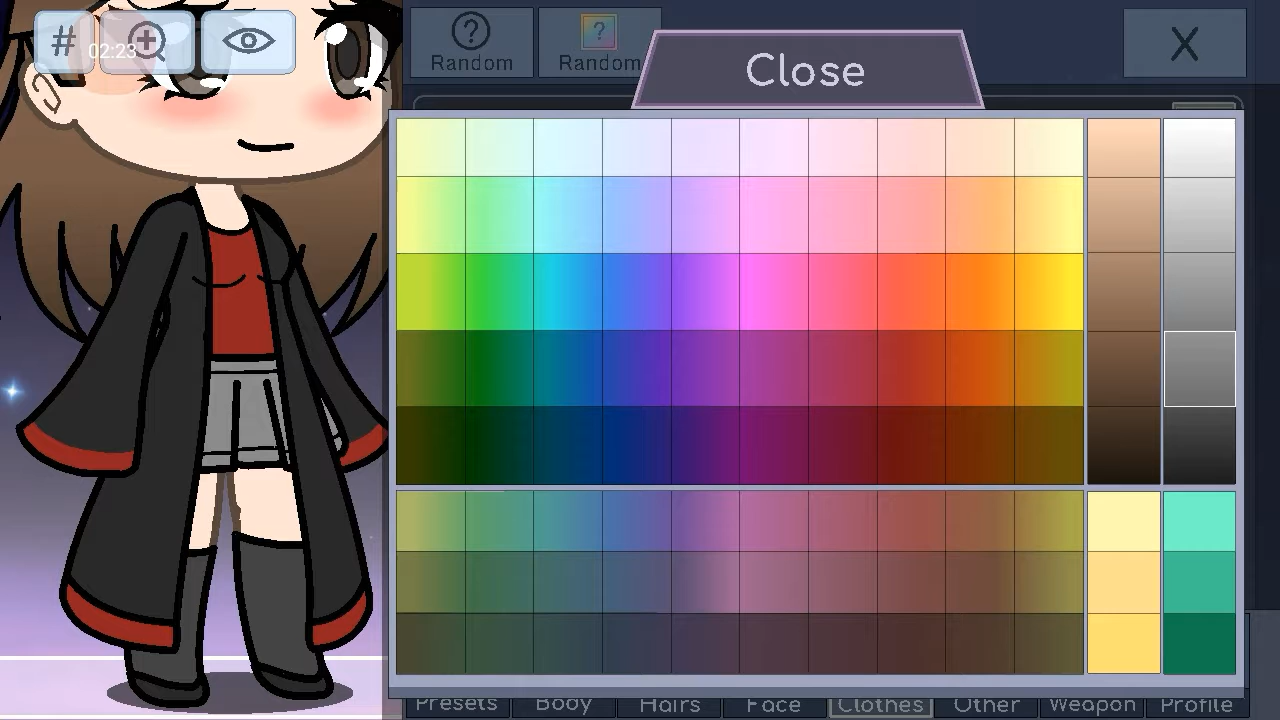 #
02:23
?
Random
?
Random
Close
X
Presets
Body
Hairs
Face
Clothes
Other
Weapon
Profile